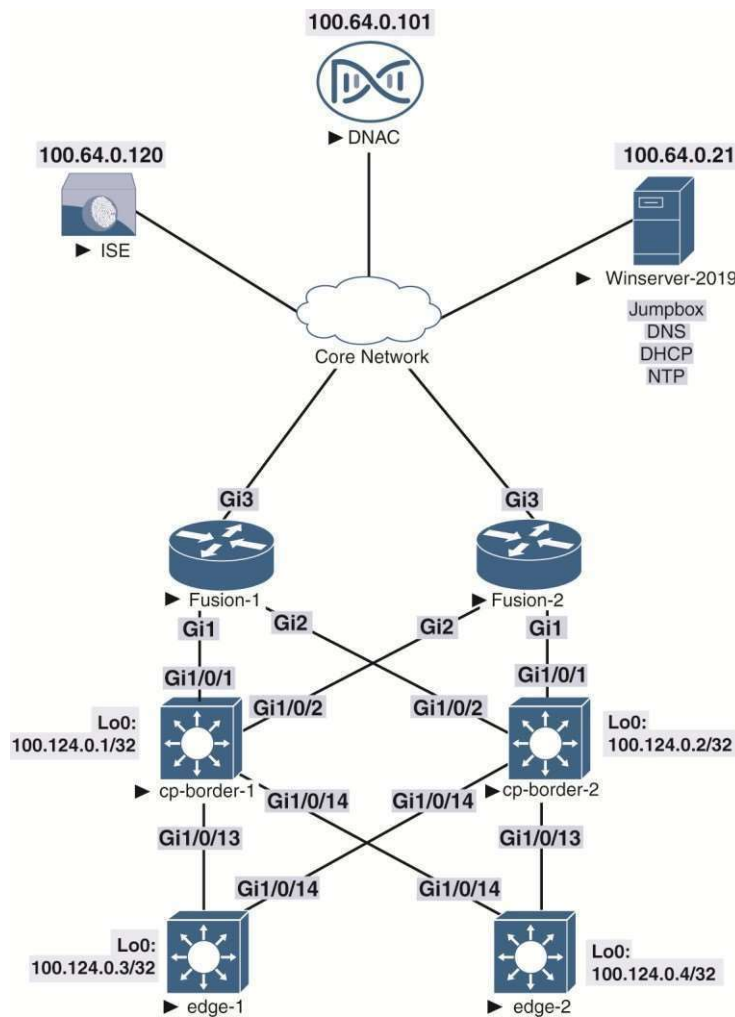 100.64.0.101
DNAC
100.64.0.120
ISE
100.64.0.21
Winserver-2019
Jumpbox
DNS
DHCP
NTP
Core Network
Gi3
Gi3
Fusion-1
Fusion-2
Gi1
Gi2
Gi2
Gi1
Gi1/0/1
Gi1/0/1
Gi1/0/2
Gi1/0/2
Lo0:
100.124.0.1/32
Lo0:
100.124.0.2/32
cp-border-1
cp-border-2
Gi1/0/14
Gi1/0/14
Gi1/0/13
Gi1/0/13
Gi1/0/14
Gi1/0/14
Lo0:
100.124.0.3/32
Lo0:
100.124.0.4/32
edge-1
edge-2